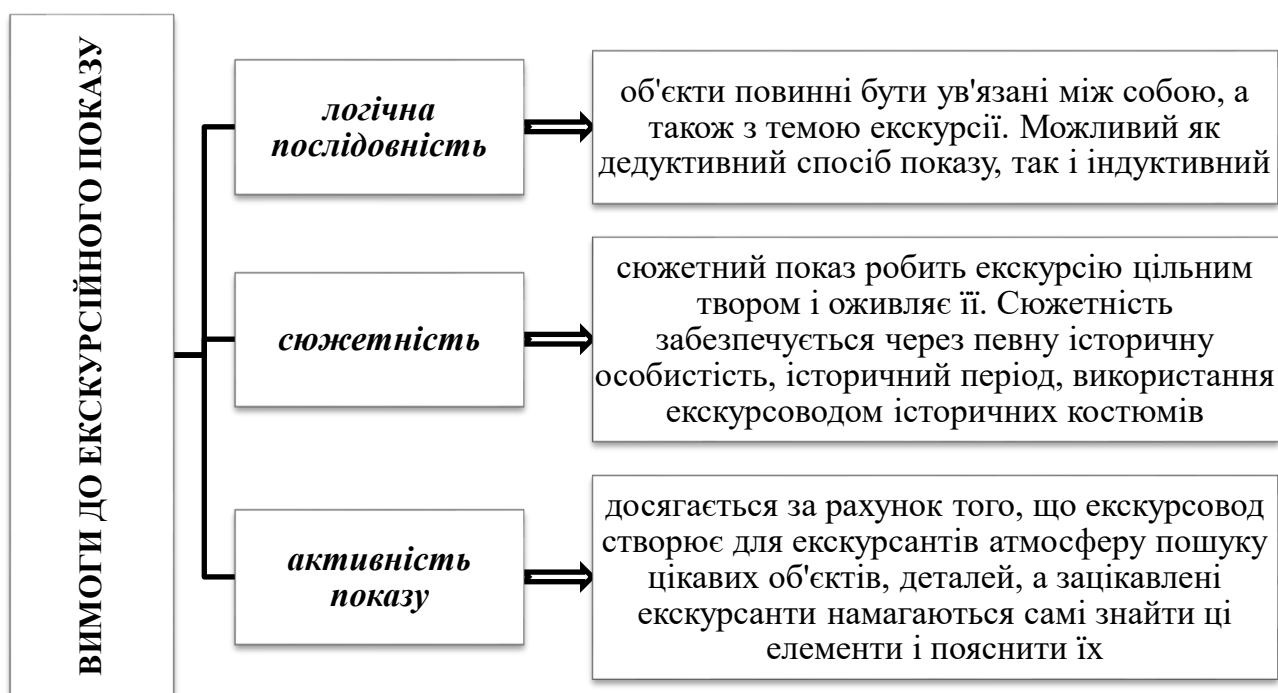 ВИМОГИ ДО ЕКСКУРСІЙНОГО ПОКАЗУ
логічна
послідовність
об'єкти повинні бути ув'язані між собою, а
також з темою екскурсії. Можливий як
дедуктивний спосіб показу, так і індуктивний
сюжетність
сюжетний показ робить екскурсію цільним
твором і оживляє її. Сюжетність
забезпечується через певну історичну
особистість, історичний період, використання
екскурсоводом історичних костюмів
активність
показу
досягається за рахунок того, що екскурсовод
створює для екскурсантів атмосферу пошуку
цікавих об'єктів, деталей, а зацікавлені
екскурсанти намагаються самі знайти ці
елементи і пояснити їх